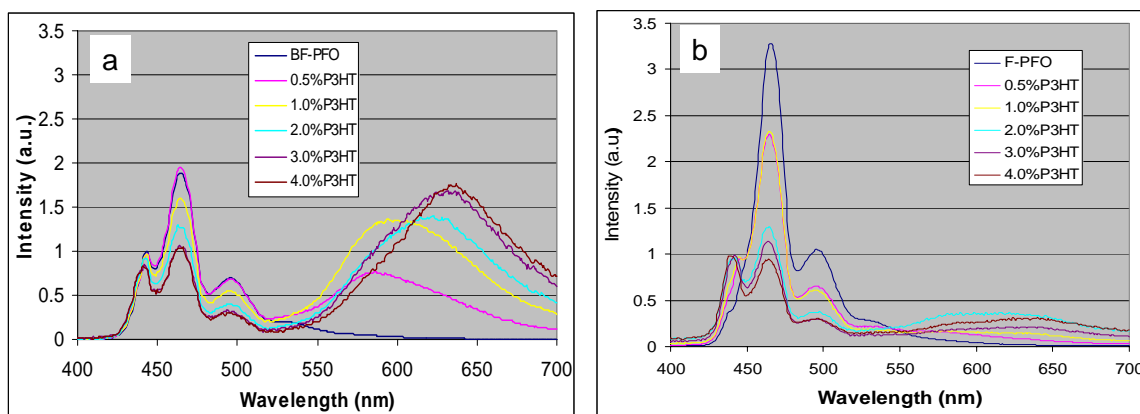 a
BF-PFO
0.5%P3HT
1.0%P3HT
2.0%P3HT
3.0%P3HT
4.0%P3HT
Intensity (a.u.)
3.5
3
2.5
2
1.5
1
0.5
0
400 450 500 550 600 650 700
Wavelength (nm)
b
F-PFO
0.5%P3HT
1.0%P3HT
2.0%P3HT
3.0%P3HT
4.0%P3HT
Intensity (a.u)
3.5
3
2.5
2
1.5
1
0.5
0
400 450 500 550 600 650 700
Wavelength (nm)